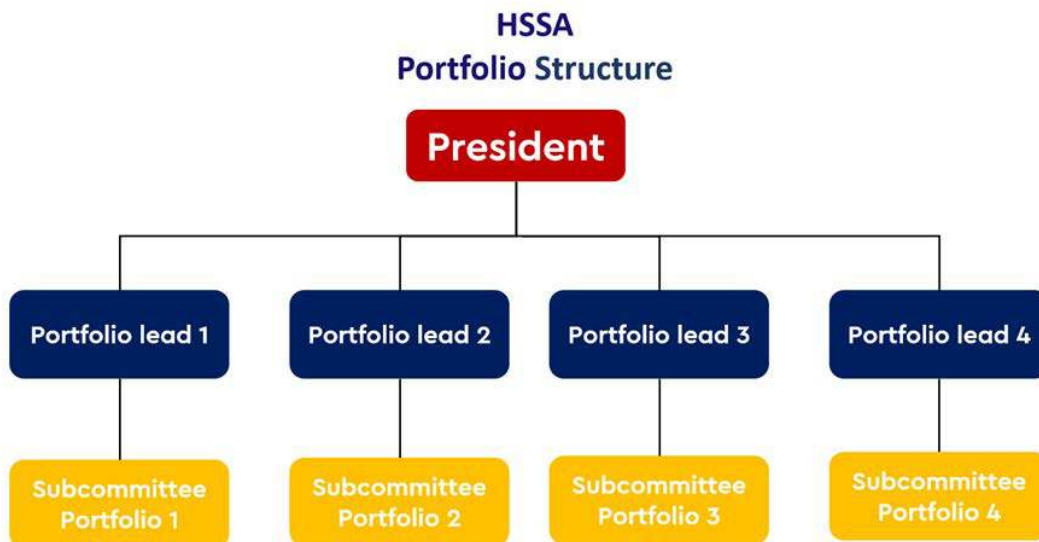 HSSA
Portfolio Structure
President
Portfolio lead 1
Portfolio lead 2
Portfolio lead 3
Portfolio lead 4
Subcommittee
Portfolio 1
Subcommittee
Portfolio 2
Subcommittee
Portfolio 3
Subcommittee
Portfolio 4